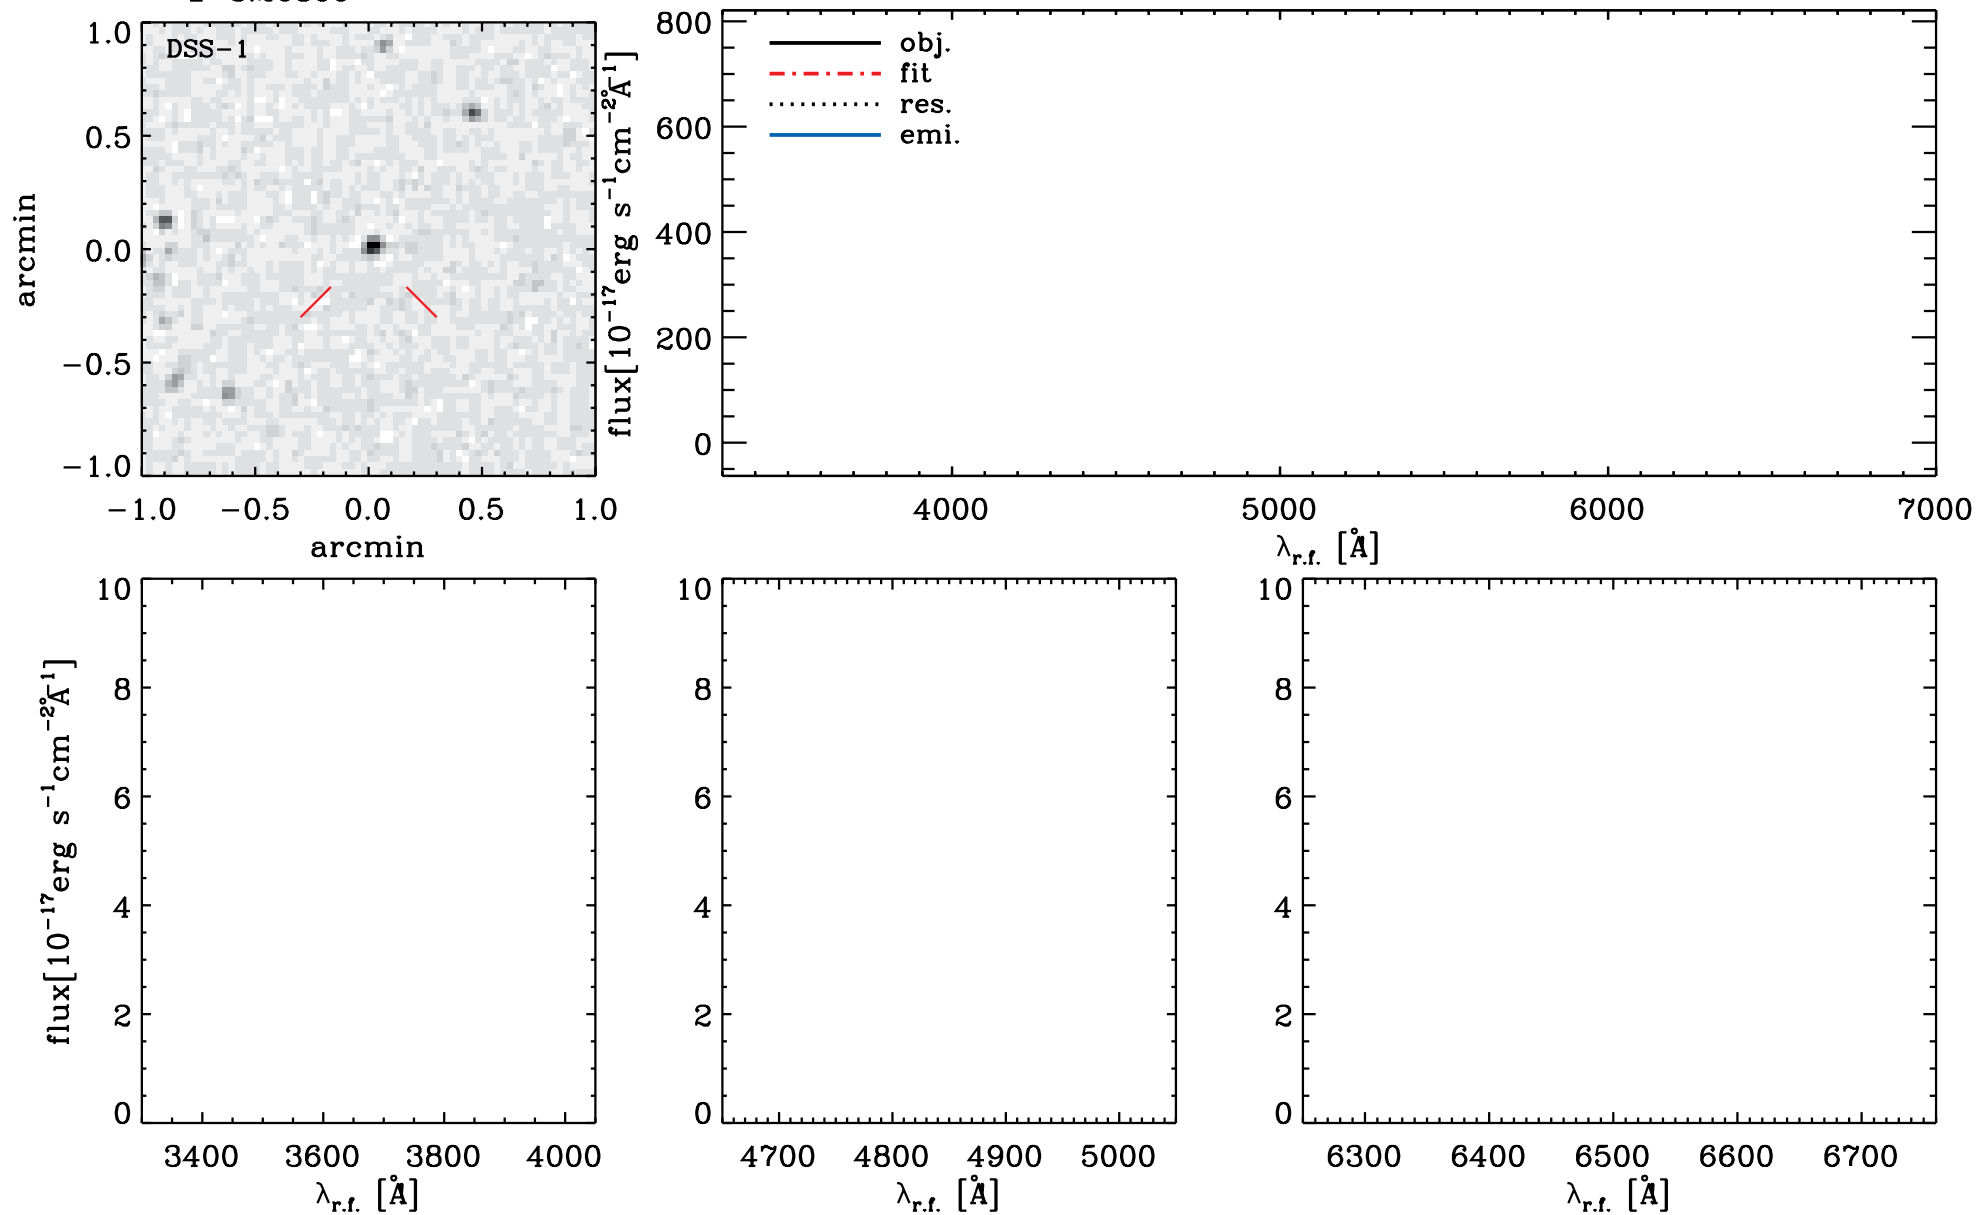 DSS-1
1.0
0.5
0.0
-0.5
-1.0
arcmin
-1.0 -0.5 0.0 0.5 1.0
arcmin
obj.
fit
res.
emi.
800
600
400
200
0
flux[10⁻¹⁷erg s⁻¹cm⁻²Å⁻¹]
4000 5000 6000 7000
λr.f. [Å]
10
8
6
4
2
0
flux[10⁻¹⁷erg s⁻¹cm⁻²Å⁻¹]
3400 3600 3800 4000
λr.f. [Å]
10
8
6
4
2
0
4700 4800 4900 5000
λr.f. [Å]
10
8
6
4
2
0
6300 6400 6500 6600 6700
λr.f. [Å]